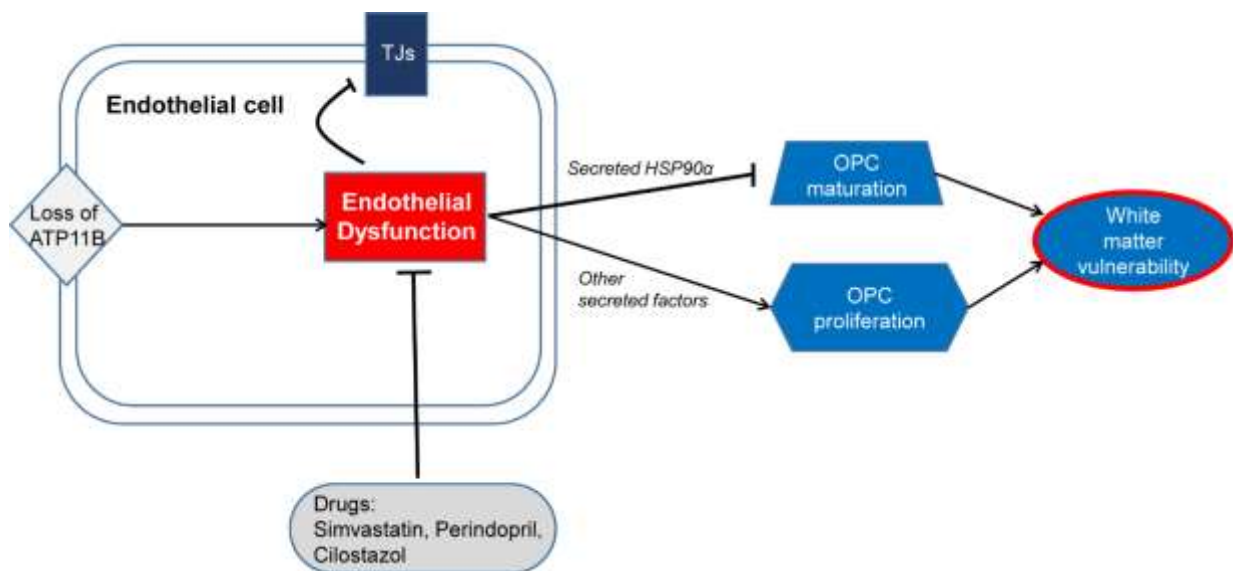 TJs
Endothelial cell
Loss of
ATP11B
Endothelial
Dysfunction
Secreted HSP90α
Other
secreted factors
OPC
maturation
OPC
proliferation
White
matter
vulnerability
Drugs:
Simvastatin, Perindopril,
Cilostazol